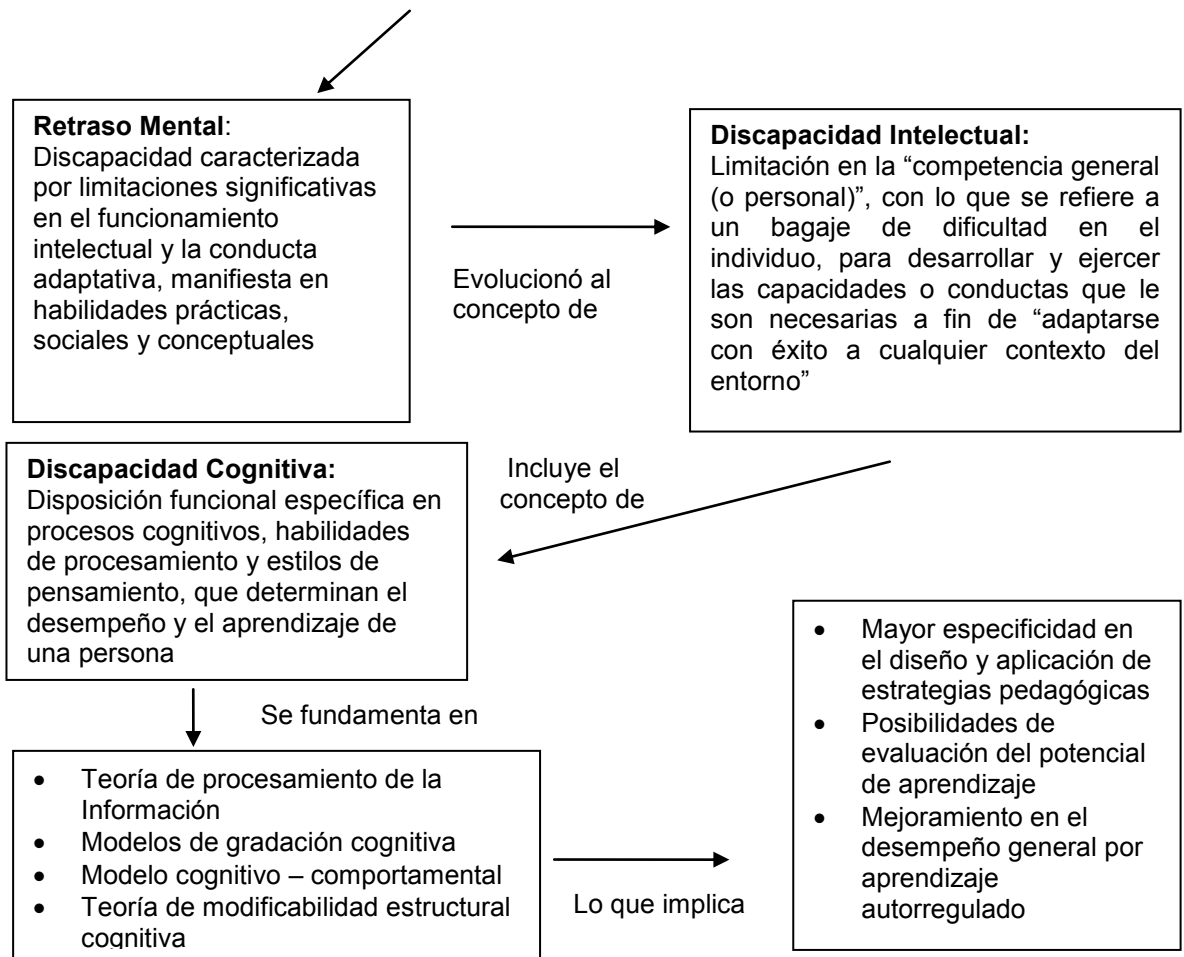 Retraso Mental:
Discapacidad caracterizada
por limitaciones significativas
en el funcionamiento
intelectual y la conducta
adaptativa, manifiesta en
habilidades prácticas,
sociales y conceptuales
Evolucionó al
concepto de
Discapacidad Intelectual:
Limitación en la “competencia general
(o personal)”, con lo que se refiere a
un bagaje de dificultad en el
individuo, para desarrollar y ejercer
las capacidades o conductas que le
son necesarias a fin de “adaptarse
con éxito a cualquier contexto del
entorno”
Incluye el
concepto de
Discapacidad Cognitiva:
Disposición funcional específica en
procesos cognitivos, habilidades
de procesamiento y estilos de
pensamiento, que determinan el
desempeño y el aprendizaje de
una persona
Se fundamenta en
• Teoría de procesamiento de la
Información
• Modelos de gradación cognitiva
• Modelo cognitivo – comportamental
• Teoría de modificabilidad estructural
cognitiva
Lo que implica
• Mayor especificidad en
el diseño y aplicación de
estrategias pedagógicas
• Posibilidades de
evaluación del potencial
de aprendizaje
• Mejoramiento en el
desempeño general por
aprendizaje
autorregulado